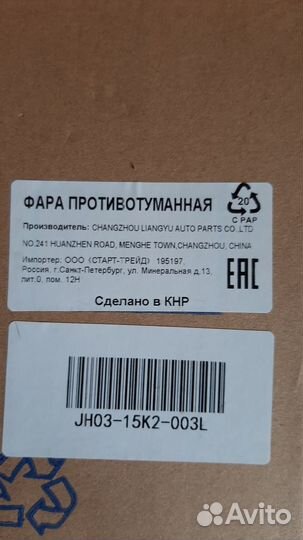 ФАРА ПРОТИВОТУМАННАЯ
20
C PAP
Производитель: CHANGZHOU LIANGYU AUTO PARTS CO.,LTD
NO.241 HUANZHEN ROAD, MENGHE TOWN,CHANGZHOU, CHINA
Импортер: ООО «СТАРТ-ТРЕЙД» 195197,
Россия, г.Санкт-Петербург, ул. Минеральная д.13,
лит.0, пом. 12Н
EAC
Сделано в КНР
JH03-15K2-003L
Avito